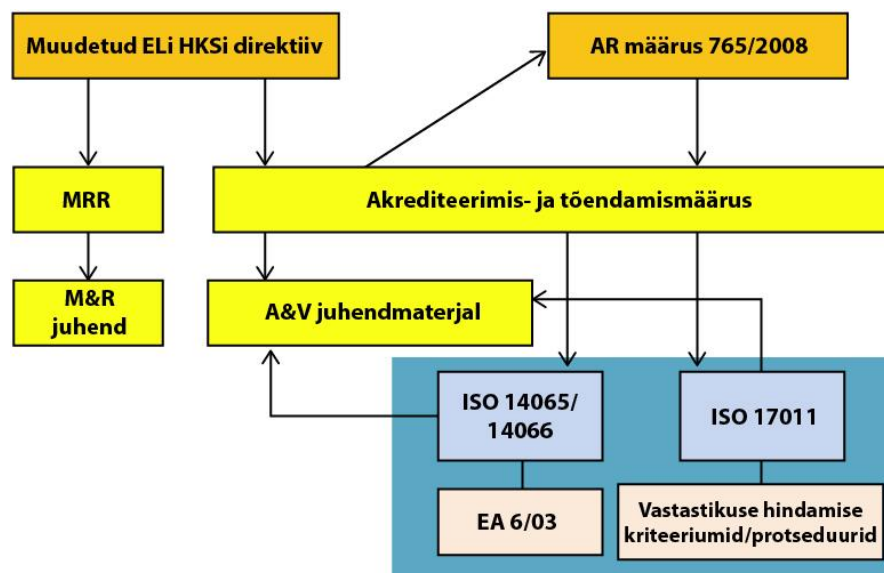 Muudetud ELi HKSi direktiiv
AR määrus 765/2008
MRR
Akrediteerimis- ja tõendamismäärus
M&R
juhend
A&V juhendmaterjal
ISO 14065/
14066
ISO 17011
EA 6/03
Vastastikuse hindamise
kriteeriumid/protseduurid